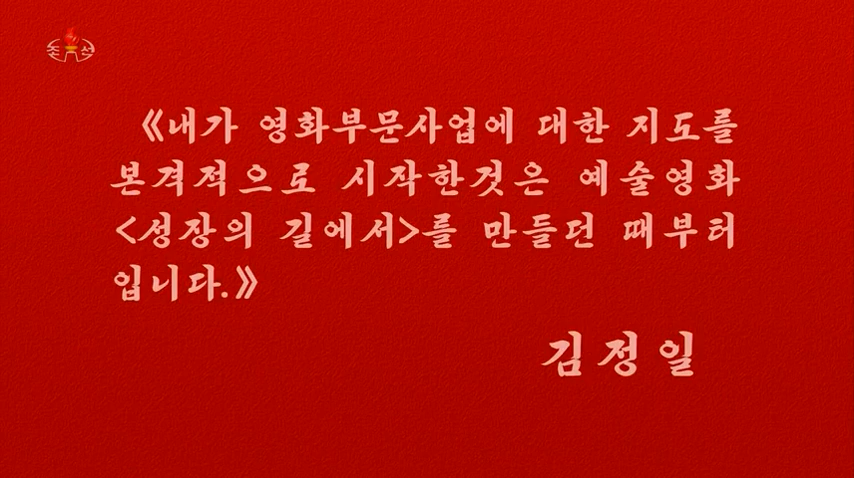 조선
《내가 영화부문사업에 대한 지도를
본격적으로 시작한것은 예술영화
<성장의 길에서>를 만들던 때부터
입니다.》
김정일